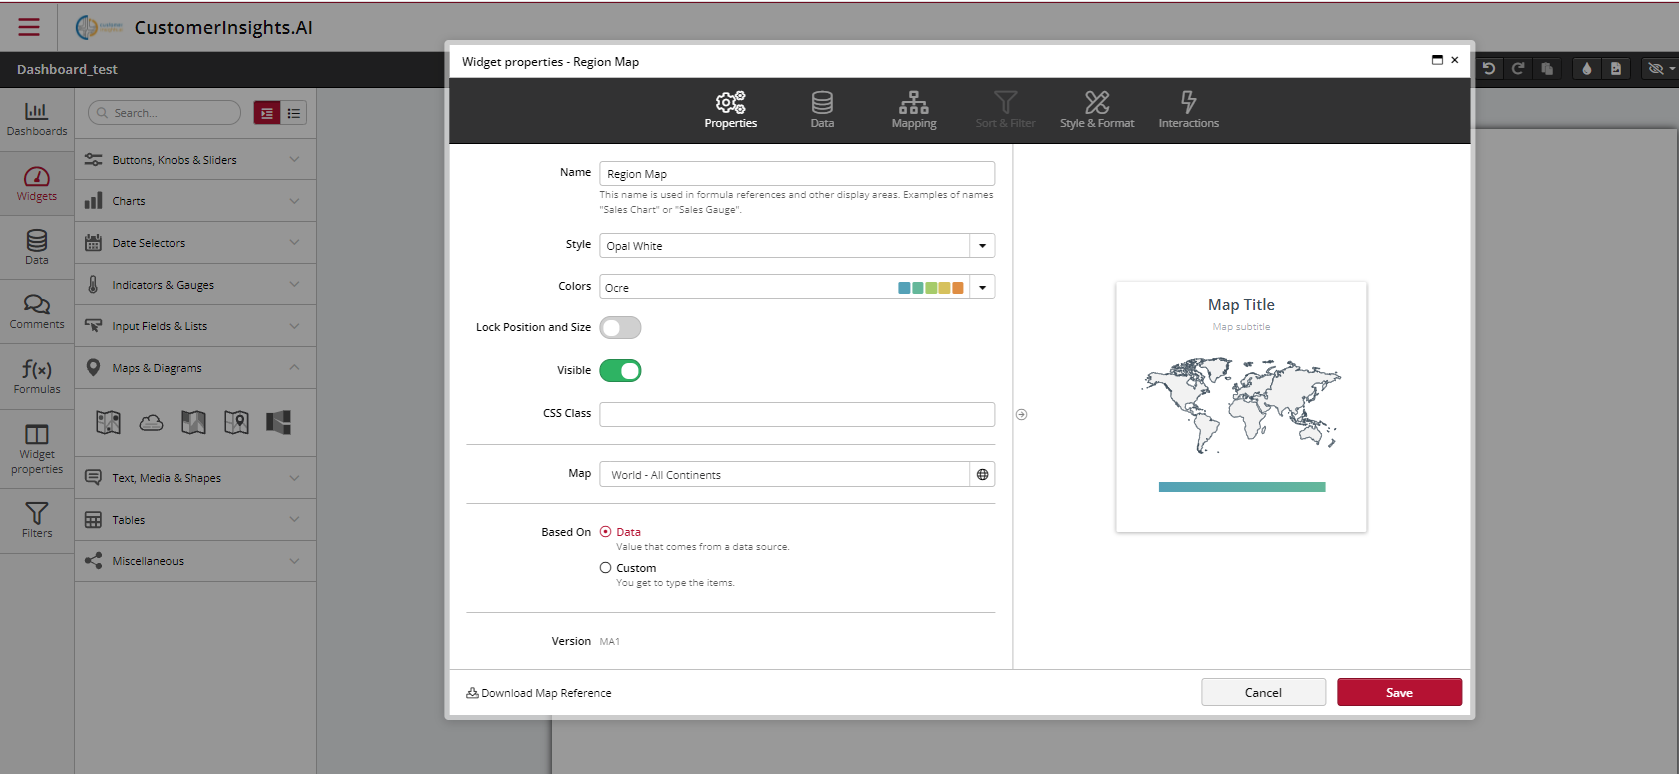 CustomerInsights.AI
Dashboard_test
Dashboards
Widgets
Data
Comments
Formulas
Widget
properties
Filters
Search...
Buttons, Knobs & Sliders
Charts
Date Selectors
Indicators & Gauges
Input Fields & Lists
Maps & Diagrams
Text, Media & Shapes
Tables
Miscellaneous
Widget properties - Region Map
Properties
Data
Mapping
Sort & Filter
Style & Format
Interactions
Name
Region Map
This name is used in formula references and other display areas. Examples of names
"Sales Chart" or "Sales Gauge".
Style
Opal White
Colors
Ocre
Lock Position and Size
Visible
CSS Class
Map
World - All Continents
Based On
Data
Value that comes from a data source.
Custom
You get to type the items.
Version
MA1
Map Title
Map subtitle
Download Map Reference
Cancel
Save